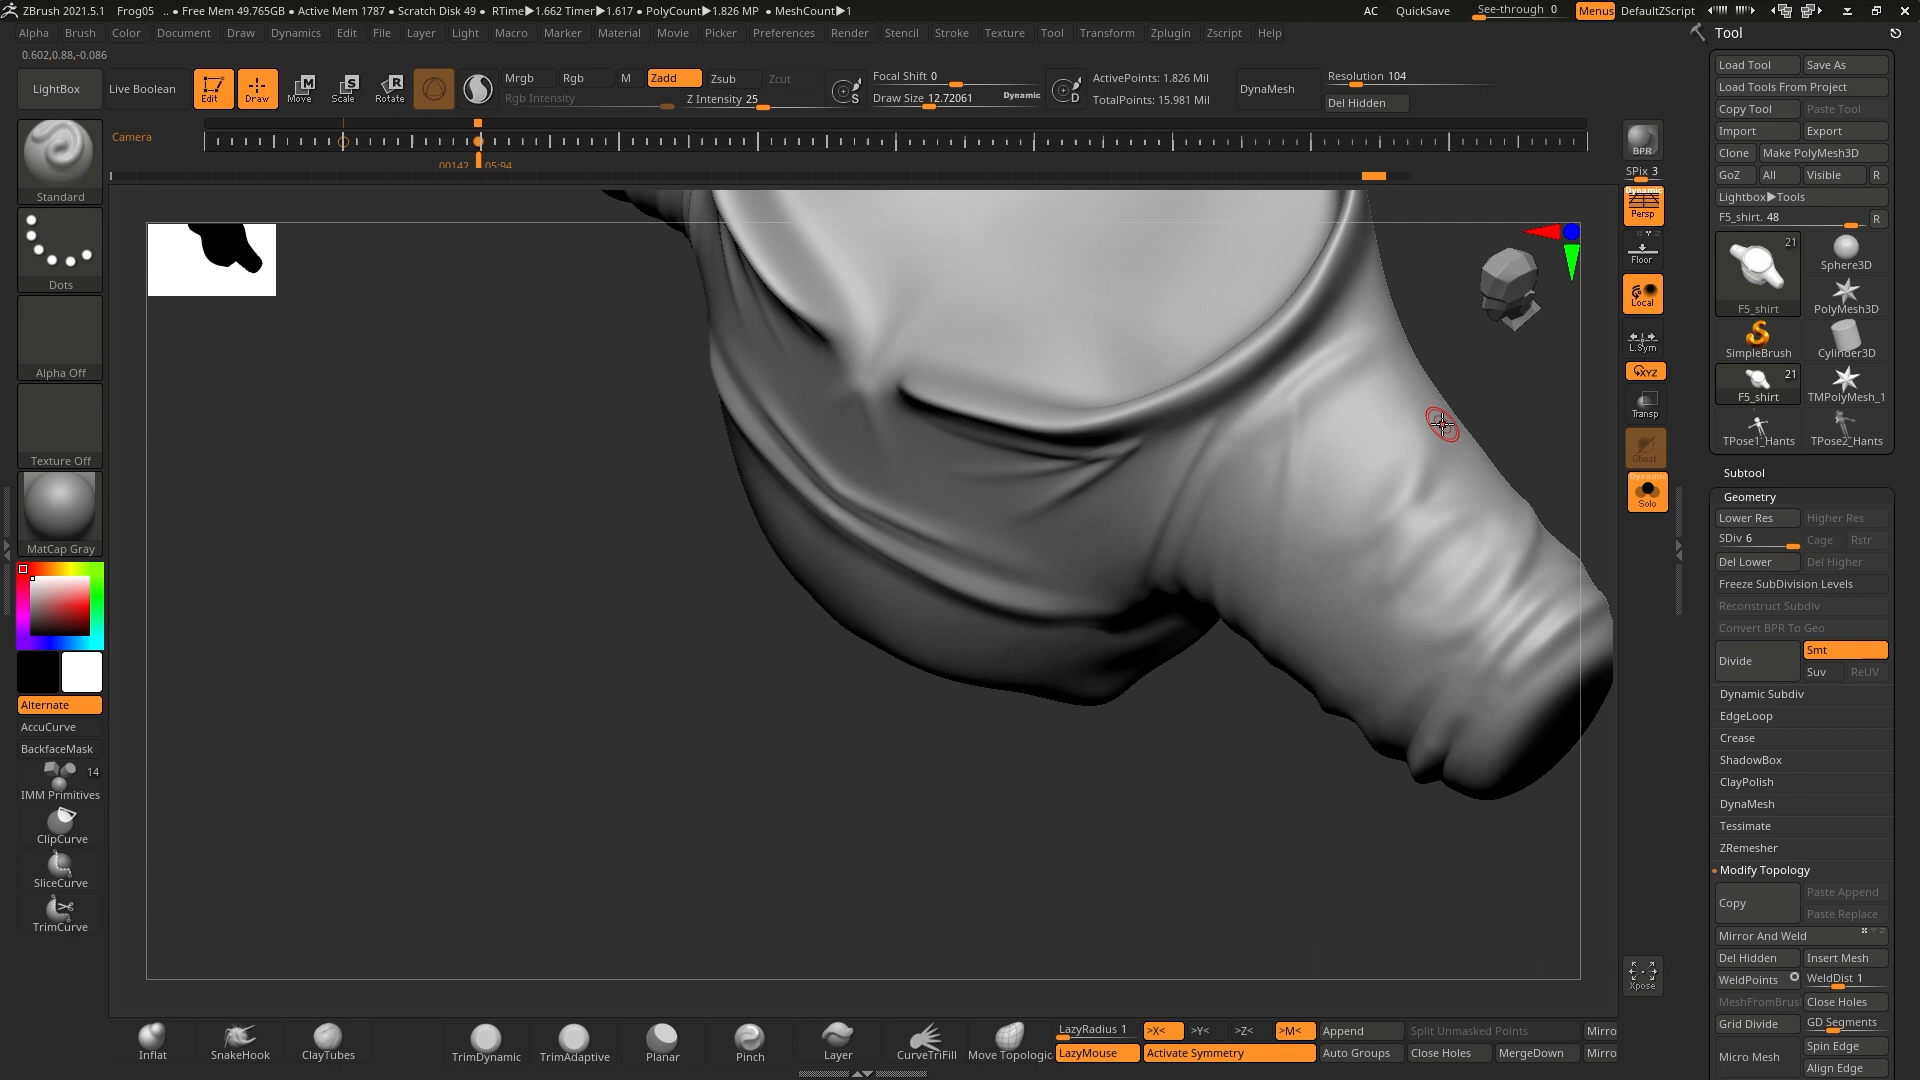 ZBrush 2021.5.1 Frog05 .. • Free Mem 49.765GB • Active Mem 1787 • Scratch Disk 49 • RTime▶1.662 Timer▶1.617 • PolyCount▶1.826 MP • MeshCount▶1 AC QuickSave See-through 0 Menus DefaultZScript
Alpha Brush Color Document Draw Dynamics Edit File Layer Light Macro Marker Material Movie Picker Preferences Render Stencil Stroke Texture Tool Transform Zplugin Zscript Help Tool
0.602,0.88,-0.086
LightBox Live Boolean Edit Draw Move Scale Rotate
Mrgb Rgb M Zadd Zsub Zcut
Rgb Intensity Z Intensity 25
S Focal Shift 0
Draw Size 12.72061 Dynamic D
ActivePoints: 1.826 Mil
TotalPoints: 15.981 Mil
DynaMesh Resolution 104
Del Hidden
Camera
00142 05:94
Standard
Dots
Alpha Off
Texture Off
MatCap Gray
Alternate
AccuCurve
BackfaceMask
14
IMM Primitives
ClipCurve
SliceCurve
TrimCurve
BPR
SPix 3
Dynamic
Persp
Floor
Local
L.Sym
XYZ
Transp
Ghost
Dynamic
Solo
Xpose
Load Tool Save As
Load Tools From Project
Copy Tool Paste Tool
Import Export
Clone Make PolyMesh3D
GoZ All Visible R
Lightbox▶Tools
F5_shirt. 48 R
21
F5_shirt Sphere3D
PolyMesh3D
SimpleBrush Cylinder3D
21
F5_shirt TMPolyMesh_1
TPose1_Hants TPose2_Hants
Subtool
Geometry
Lower Res Higher Res
SDiv 6 Cage Rstr
Del Lower Del Higher
Freeze SubDivision Levels
Reconstruct Subdiv
Convert BPR To Geo
Divide Smt
Suv ReUV
Dynamic Subdiv
EdgeLoop
Crease
ShadowBox
ClayPolish
DynaMesh
Tessimate
ZRemesher
Modify Topology
Copy Paste Append
Paste Replace
Mirror And Weld
Del Hidden Insert Mesh
WeldPoints WeldDist 1
MeshFromBrus Close Holes
Grid Divide GD Segments
Micro Mesh Spin Edge
Align Edge
Inflat SnakeHook ClayTubes TrimDynamic TrimAdaptive Planar Pinch Layer CurveTriFill Move Topologic
LazyRadius 1 >X< >Y< >Z< >M< Append Split Unmasked Points Mirro
LazyMouse Activate Symmetry Auto Groups Close Holes MergeDown Mirro